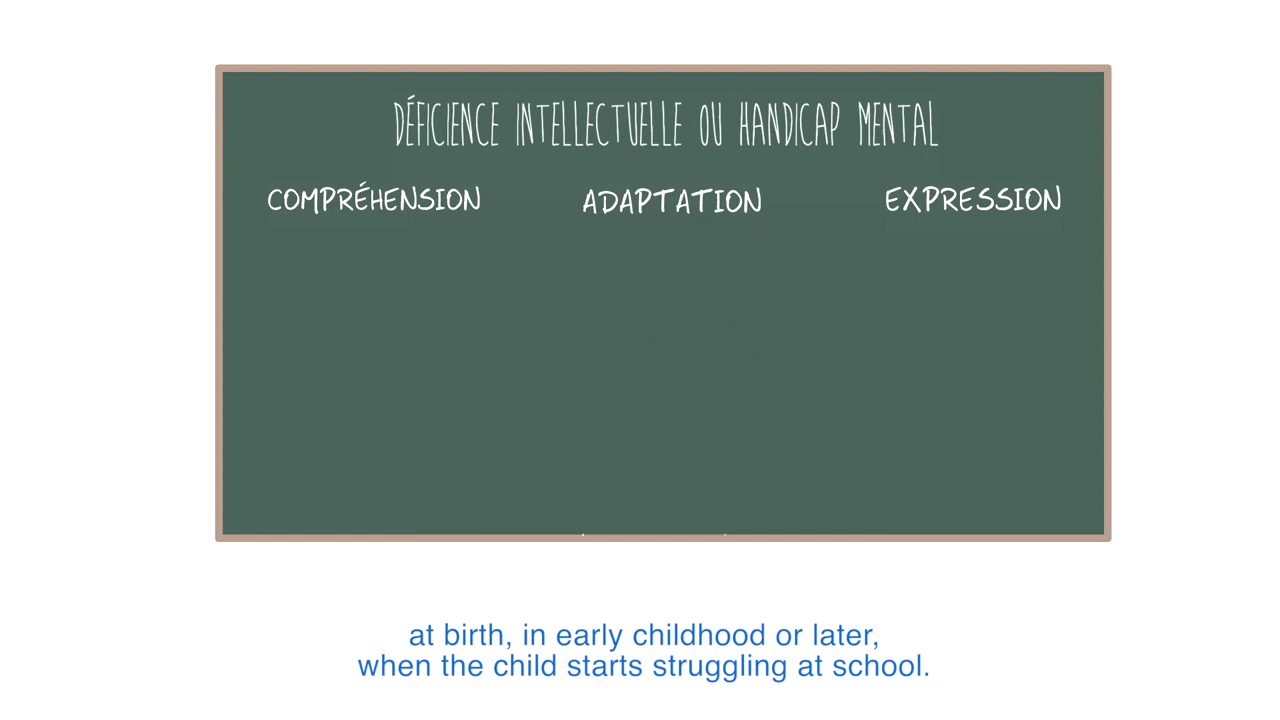 DÉFICIENCE INTELLECTUELLE OU HANDICAP MENTAL
COMPRÉHENSION ADAPTATION EXPRESSION
at birth, in early childhood or later,
when the child starts struggling at school.